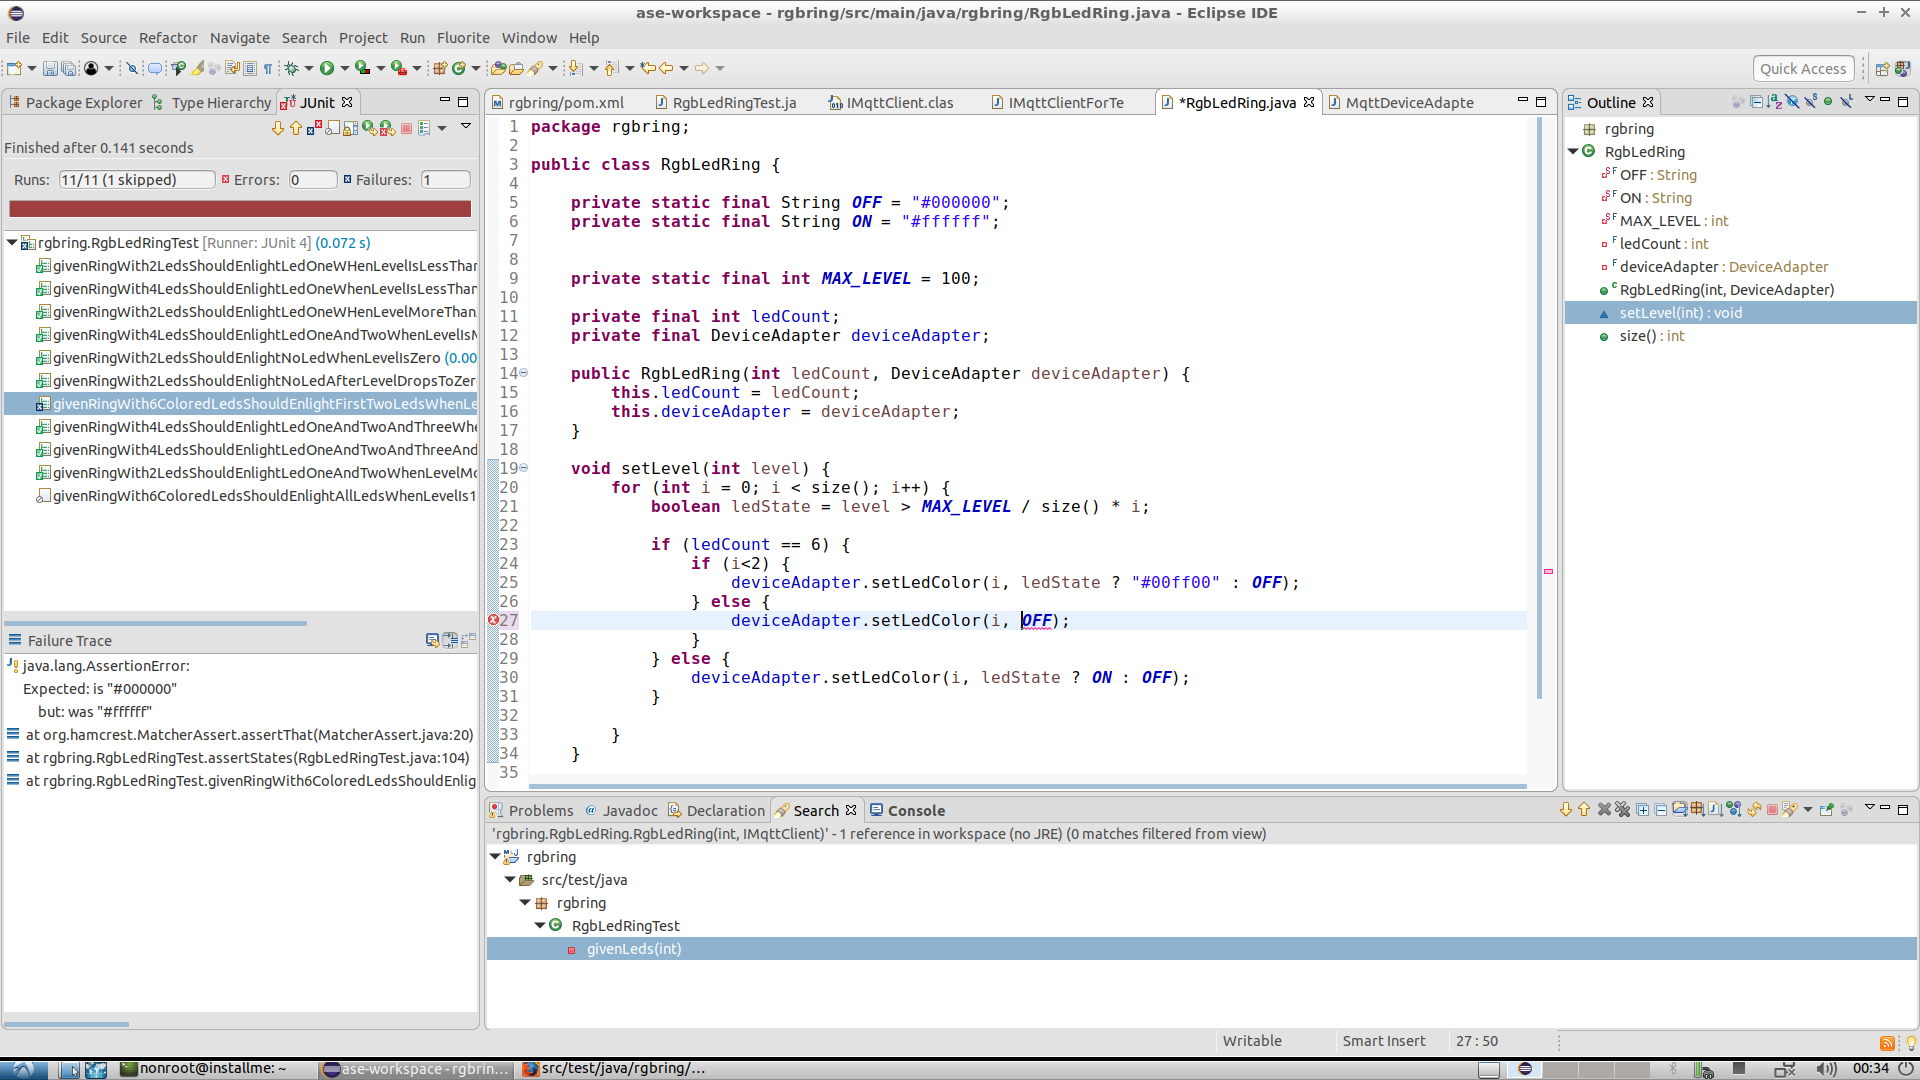 ase-workspace - rgbring/src/main/java/rgbring/RgbLedRing.java - Eclipse IDE
File Edit Source Refactor Navigate Search Project Run Fluorite Window Help
Quick Access
Package Explorer Type Hierarchy JUnit
Finished after 0.141 seconds
Runs: 11/11 (1 skipped) Errors: 0 Failures: 1
rgbring.RgbLedRingTest [Runner: JUnit 4] (0.072 s)
givenRingWith2LedsShouldEnlightLedOneWHenLevelIsLessThan
givenRingWith4LedsShouldEnlightLedOneWhenLevelIsLessThan
givenRingWith2LedsShouldEnlightLedOneWHenLevelMoreThan
givenRingWith4LedsShouldEnlightLedOneAndTwoWhenLevelIsM
givenRingWith2LedsShouldEnlightNoLedWhenLevelIsZero (0.00
givenRingWith2LedsShouldEnlightNoLedAfterLevelDropsToZer
givenRingWith6ColoredLedsShouldEnlightFirstTwoLedsWhenLe
givenRingWith4LedsShouldEnlightLedOneAndTwoAndThreeWhe
givenRingWith4LedsShouldEnlightLedOneAndTwoAndThreeAnd
givenRingWith2LedsShouldEnlightLedOneAndTwoWhenLevelMo
givenRingWith6ColoredLedsShouldEnlightAllLedsWhenLevelIs1
Failure Trace
java.lang.AssertionError:
Expected: is "#000000"
but: was "#ffffff"
at org.hamcrest.MatcherAssert.assertThat(MatcherAssert.java:20)
at rgbring.RgbLedRingTest.assertStates(RgbLedRingTest.java:104)
at rgbring.RgbLedRingTest.givenRingWith6ColoredLedsShouldEnlig
rgbring/pom.xml RgbLedRingTest.ja IMqttClient.clas IMqttClientForTe *RgbLedRing.java MqttDeviceAdapte
1 package rgbring;
2
3 public class RgbLedRing {
4
5 private static final String OFF = "#000000";
6 private static final String ON = "#ffffff";
7
8
9 private static final int MAX_LEVEL = 100;
10
11 private final int ledCount;
12 private final DeviceAdapter deviceAdapter;
13
14 public RgbLedRing(int ledCount, DeviceAdapter deviceAdapter) {
15 this.ledCount = ledCount;
16 this.deviceAdapter = deviceAdapter;
17 }
18
19 void setLevel(int level) {
20 for (int i = 0; i < size(); i++) {
21 boolean ledState = level > MAX_LEVEL / size() * i;
22
23 if (ledCount == 6) {
24 if (i<2) {
25 deviceAdapter.setLedColor(i, ledState ? "#00ff00" : OFF);
26 } else {
27 deviceAdapter.setLedColor(i, OFF);
28 }
29 } else {
30 deviceAdapter.setLedColor(i, ledState ? ON : OFF);
31 }
32
33 }
34 }
35
Outline
rgbring
RgbLedRing
OFF : String
ON : String
MAX_LEVEL : int
ledCount : int
deviceAdapter : DeviceAdapter
RgbLedRing(int, DeviceAdapter)
setLevel(int) : void
size() : int
Problems Javadoc Declaration Search Console
'rgbring.RgbLedRing.RgbLedRing(int, IMqttClient)' - 1 reference in workspace (no JRE) (0 matches filtered from view)
rgbring
src/test/java
rgbring
RgbLedRingTest
givenLeds(int)
Writable Smart Insert 27 : 50
nonroot@installme: ~ ase-workspace - rgbrin... src/test/java/rgbring/... 00:34